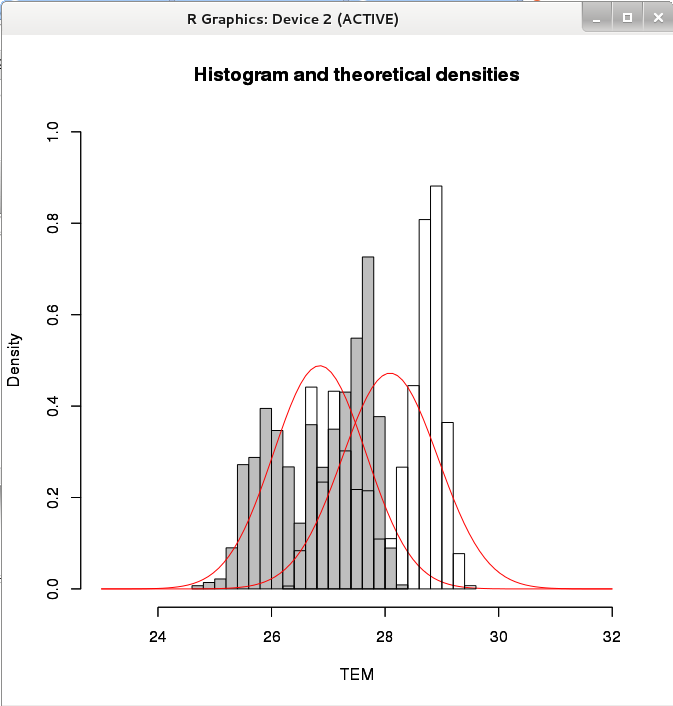 R Graphics: Device 2 (ACTIVE)
Histogram and theoretical densities
1.0
0.8
0.6
0.4
0.2
0.0
Density
24 26 28 30 32
TEM